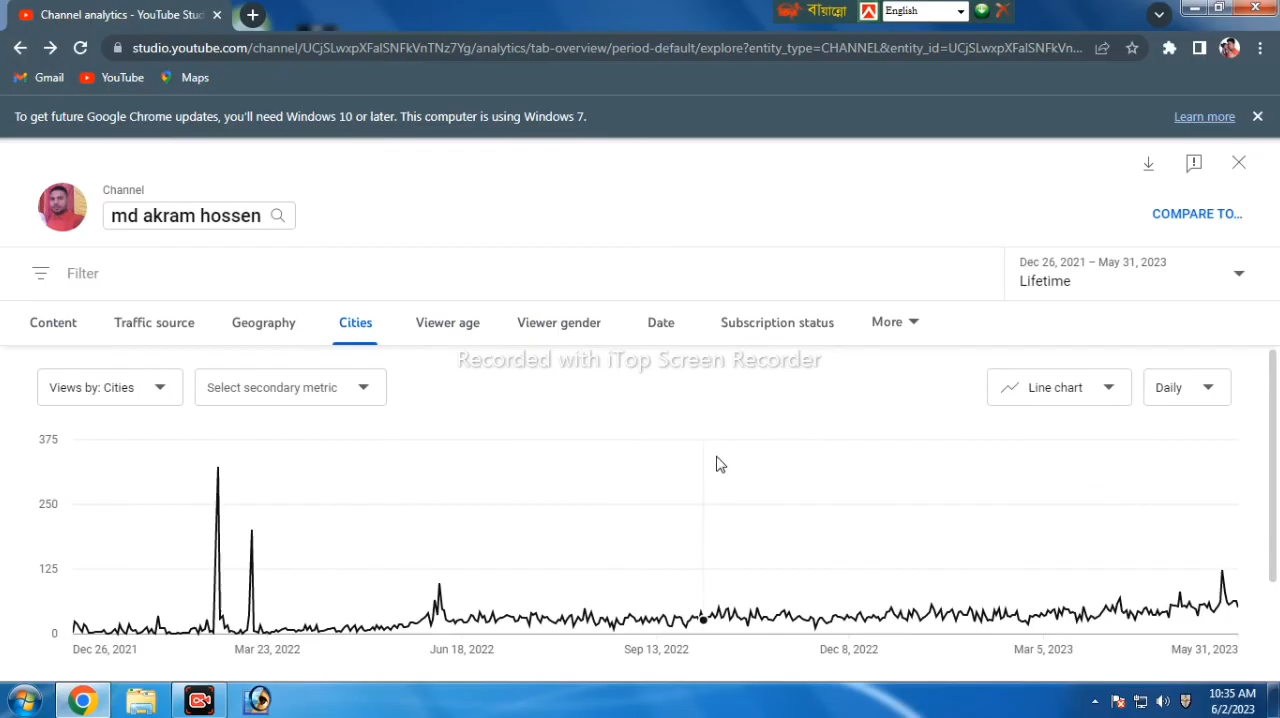 Channel analytics - YouTube Stud
বাঁয়ান্নো
English
studio.youtube.com/channel/UCjSLwxpXFalSNFkVnTNz7Yg/analytics/tab-overview/period-default/explore?entity_type=CHANNEL&entity_id=UCjSLwxpXFalSNFkVn...
Gmail YouTube Maps
To get future Google Chrome updates, you'll need Windows 10 or later. This computer is using Windows 7. Learn more
Channel
md akram hossen
COMPARE TO...
Filter
Dec 26, 2021 – May 31, 2023
Lifetime
Content Traffic source Geography Cities Viewer age Viewer gender Date Subscription status More
Recorded with iTop Screen Recorder
Views by: Cities Select secondary metric Line chart Daily
375
250
125
0
Dec 26, 2021 Mar 23, 2022 Jun 18, 2022 Sep 13, 2022 Dec 8, 2022 Mar 5, 2023 May 31, 2023
10:35 AM
6/2/2023